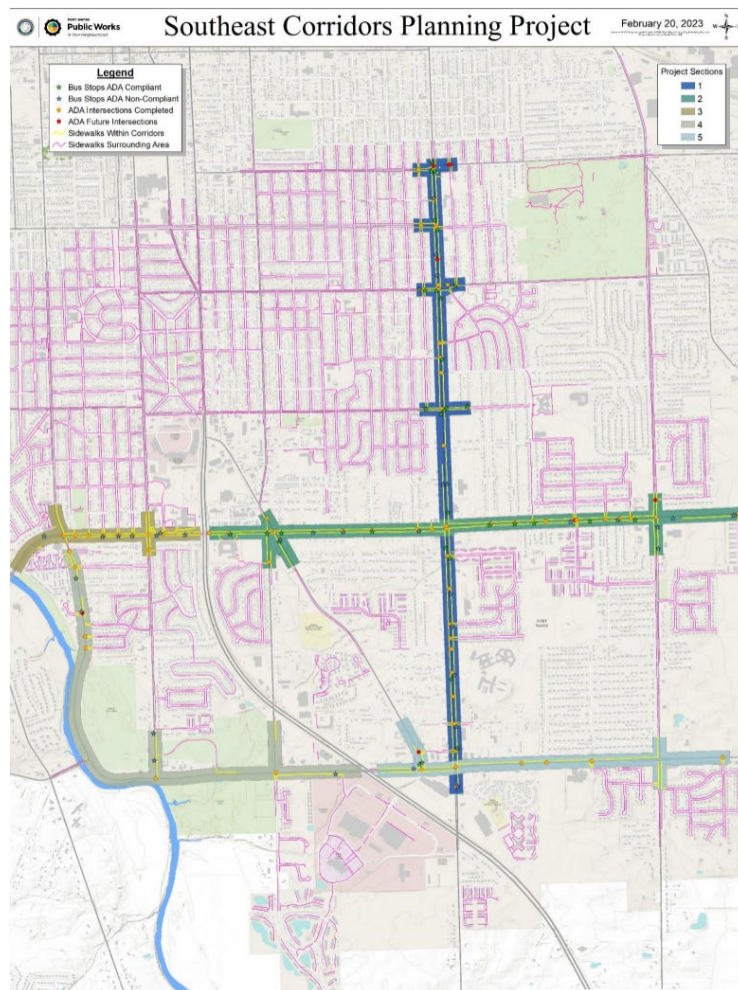 FORT WAYNE
Public Works
Southeast Corridors Planning Project
February 20, 2023
Legend
Bus Stops ADA Compliant
Bus Stops ADA Non-Compliant
ADA Intersections Completed
ADA Future Intersections
Sidewalks Within Corridors
Sidewalks Surrounding Area
Project Sections
1
2
3
4
5